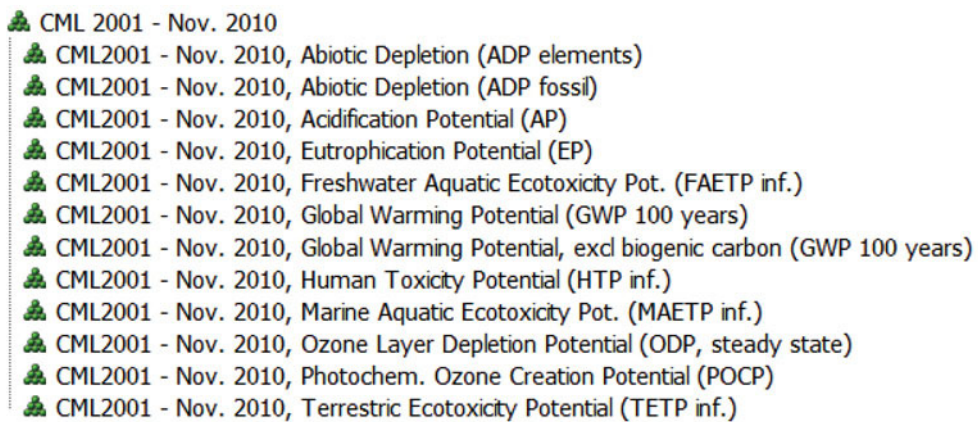 CML 2001 - Nov. 2010
CML2001 - Nov. 2010, Abiotic Depletion (ADP elements)
CML2001 - Nov. 2010, Abiotic Depletion (ADP fossil)
CML2001 - Nov. 2010, Acidification Potential (AP)
CML2001 - Nov. 2010, Eutrophication Potential (EP)
CML2001 - Nov. 2010, Freshwater Aquatic Ecotoxicity Pot. (FAETP inf.)
CML2001 - Nov. 2010, Global Warming Potential (GWP 100 years)
CML2001 - Nov. 2010, Global Warming Potential, excl biogenic carbon (GWP 100 years)
CML2001 - Nov. 2010, Human Toxicity Potential (HTP inf.)
CML2001 - Nov. 2010, Marine Aquatic Ecotoxicity Pot. (MAETP inf.)
CML2001 - Nov. 2010, Ozone Layer Depletion Potential (ODP, steady state)
CML2001 - Nov. 2010, Photochem. Ozone Creation Potential (POCP)
CML2001 - Nov. 2010, Terrestric Ecotoxicity Potential (TETP inf.)